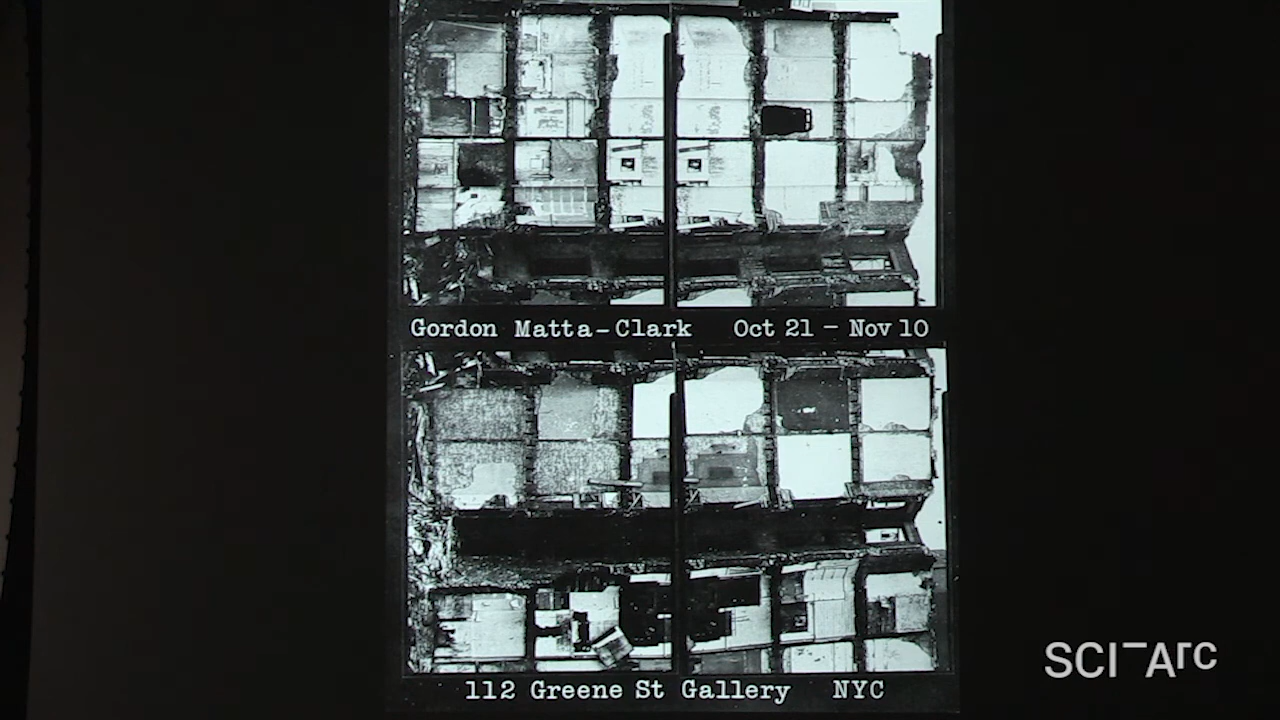 Gordon Matta-Clark Oct 21 - Nov 10
112 Greene St Gallery NYC
SCI-Arc